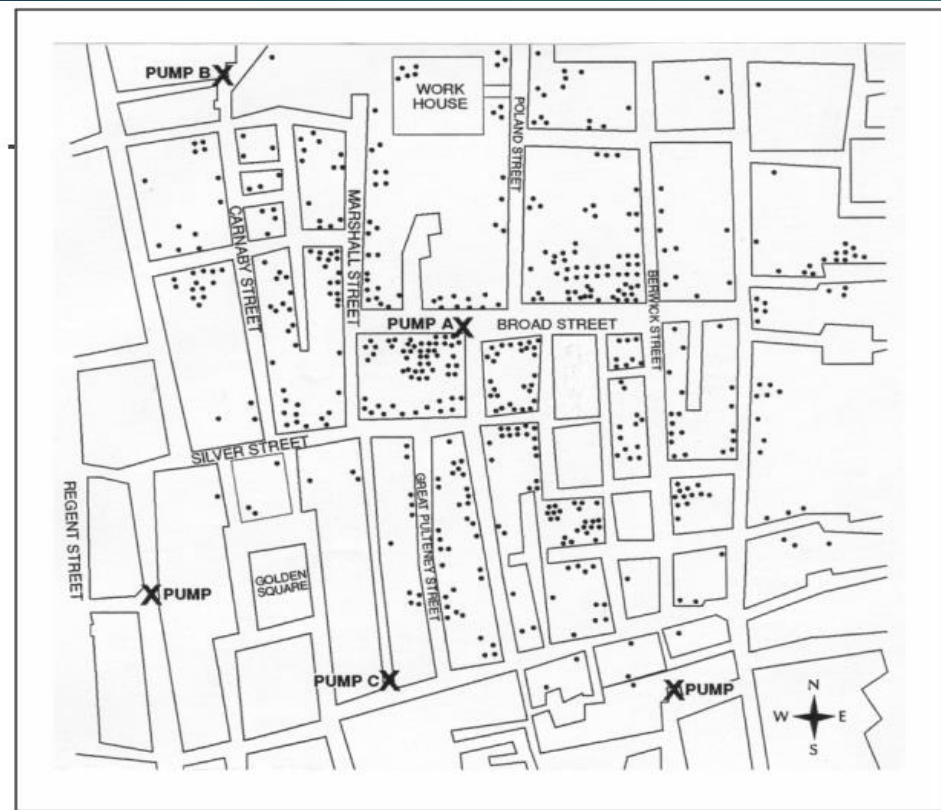 PUMP B
WORK
HOUSE
POLAND STREET
MARSHALL STREET
CARNABY STREET
BERWICK STREET
PUMP A
BROAD STREET
SILVER STREET
REGENT STREET
GREAT PULTENEY STREET
GOLDEN
SQUARE
PUMP
PUMP C
PUMP
N
W E
S